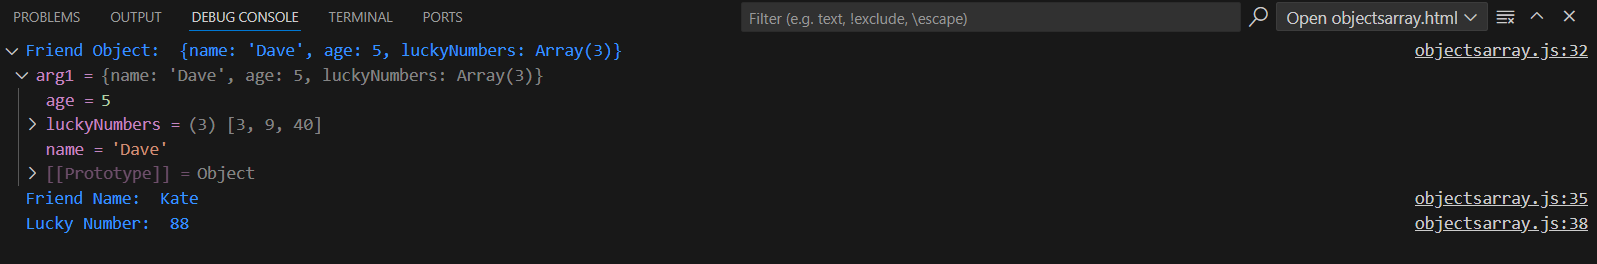 PROBLEMS OUTPUT DEBUG CONSOLE TERMINAL PORTS Filter (e.g. text, !exclude, \escape) Open objectsarray.html
Friend Object:  {name: 'Dave', age: 5, luckyNumbers: Array(3)} objectsarray.js:32
arg1 = {name: 'Dave', age: 5, luckyNumbers: Array(3)}
age = 5
luckyNumbers = (3) [3, 9, 40]
name = 'Dave'
[[Prototype]] = Object
Friend Name:  Kate objectsarray.js:35
Lucky Number:  88 objectsarray.js:38